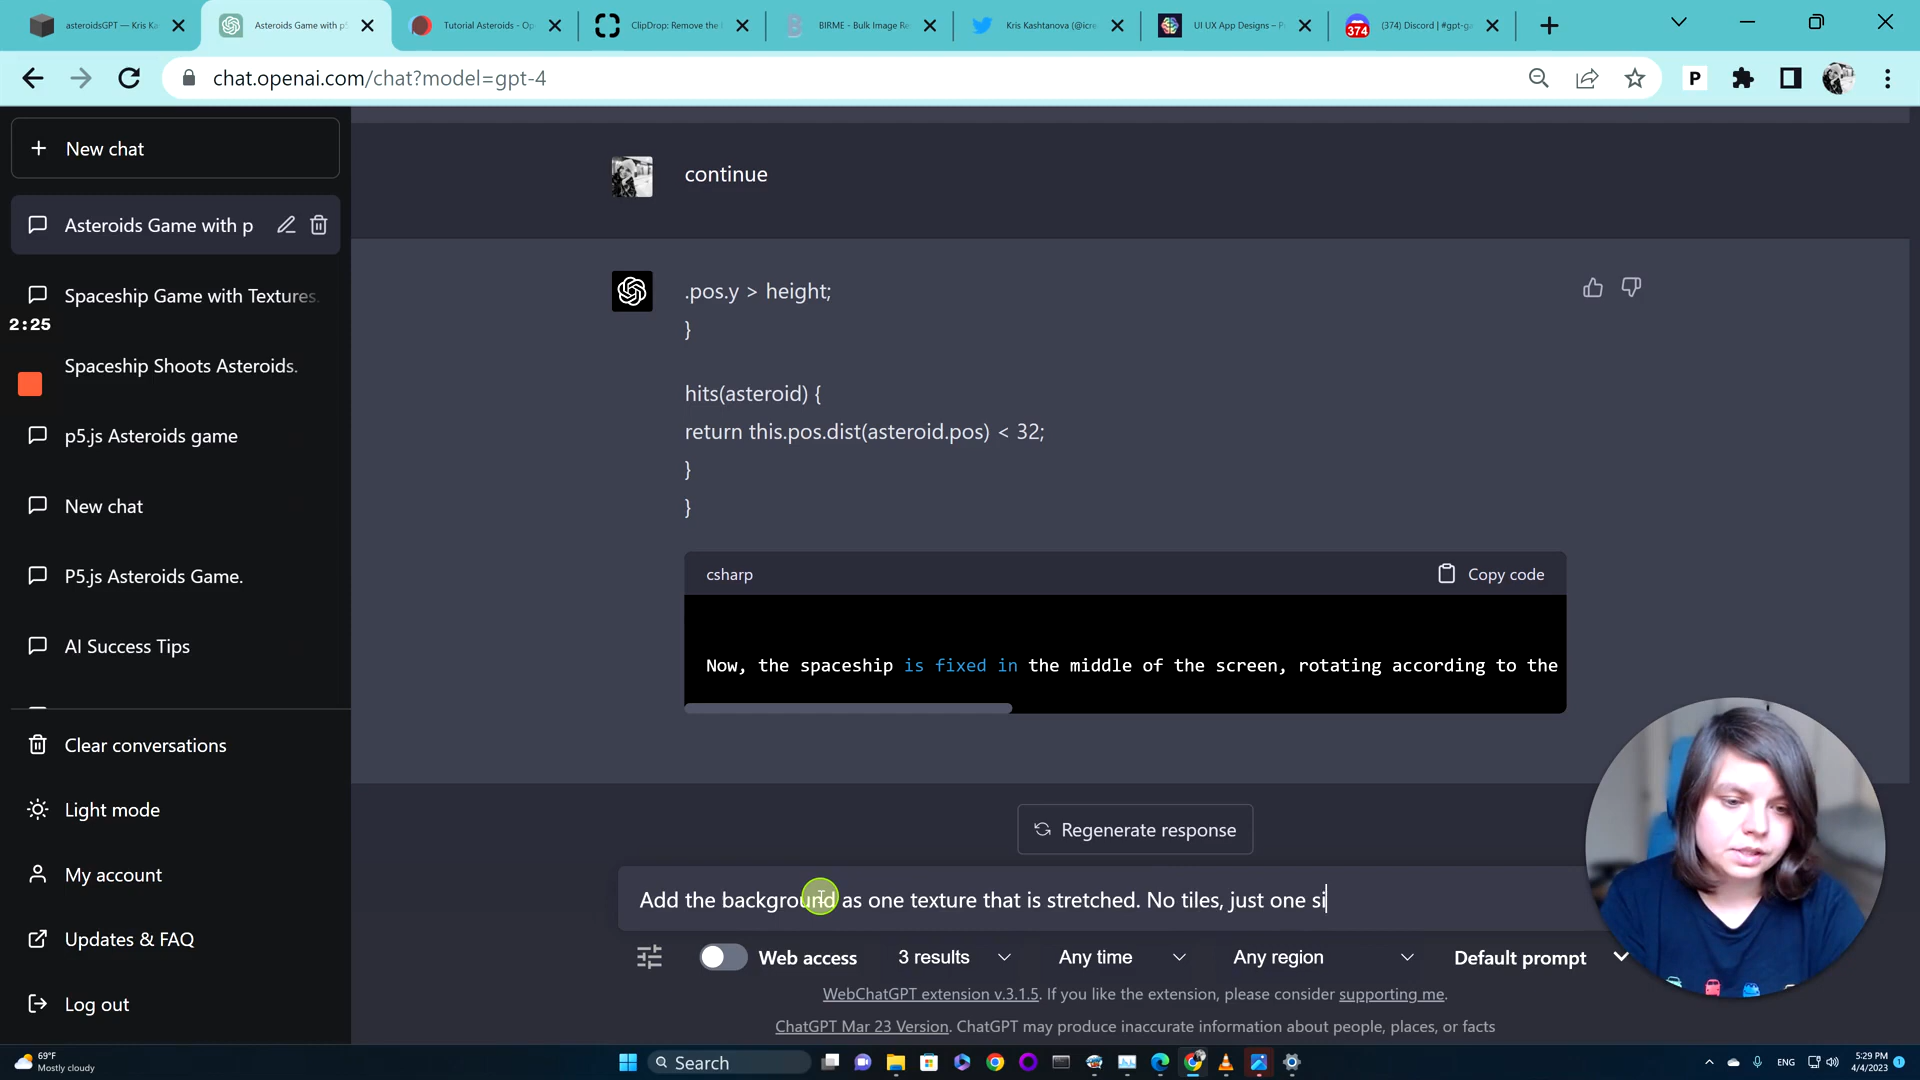 asteroidsGPT — Kris Ka
Asteroids Game with p5
Tutorial Asteroids - Op
ClipDrop: Remove the
BIRME - Bulk Image Re
Kris Kashtanova (@icre
UI UX App Designs – P
374
(374) Discord | #gpt-ga
chat.openai.com/chat?model=gpt-4
P
New chat
Asteroids Game with p
Spaceship Game with Textures.
2:25
Spaceship Shoots Asteroids.
p5.js Asteroids game
New chat
P5.js Asteroids Game.
AI Success Tips
Clear conversations
Light mode
My account
Updates & FAQ
Log out
continue
.pos.y > height;
}
hits(asteroid) {
return this.pos.dist(asteroid.pos) < 32;
}
}
csharp
Copy code
Now, the spaceship is fixed in the middle of the screen, rotating according to the
Regenerate response
Add the background as one texture that is stretched. No tiles, just one si
Web access
3 results
Any time
Any region
Default prompt
WebChatGPT extension v.3.1.5. If you like the extension, please consider supporting me.
ChatGPT Mar 23 Version. ChatGPT may produce inaccurate information about people, places, or facts
69°F
Mostly cloudy
Search
ENG
5:29 PM
4/4/2023
1